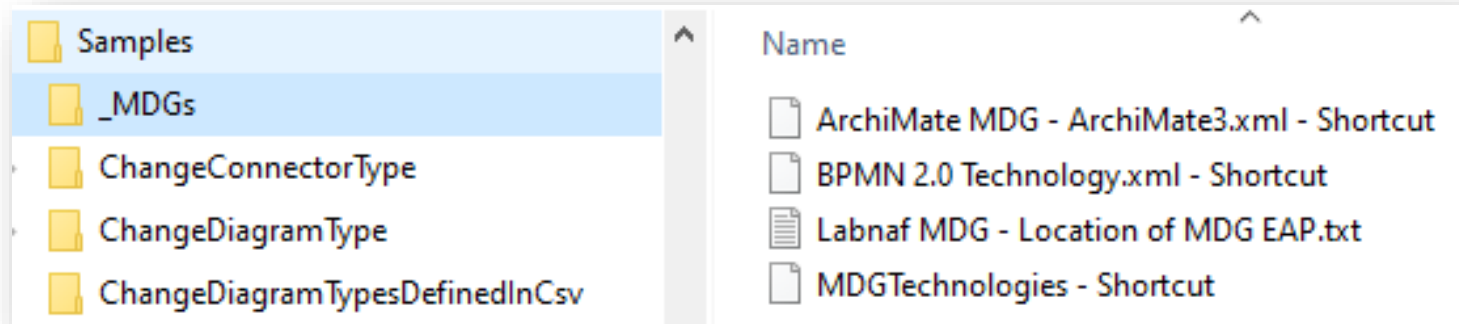 Samples
_MDGs
ChangeConnectorType
ChangeDiagramType
ChangeDiagramTypesDefinedInCsv
Name
ArchiMate MDG - ArchiMate3.xml - Shortcut
BPMN 2.0 Technology.xml - Shortcut
Labnaf MDG - Location of MDG EAP.txt
MDGTechnologies - Shortcut